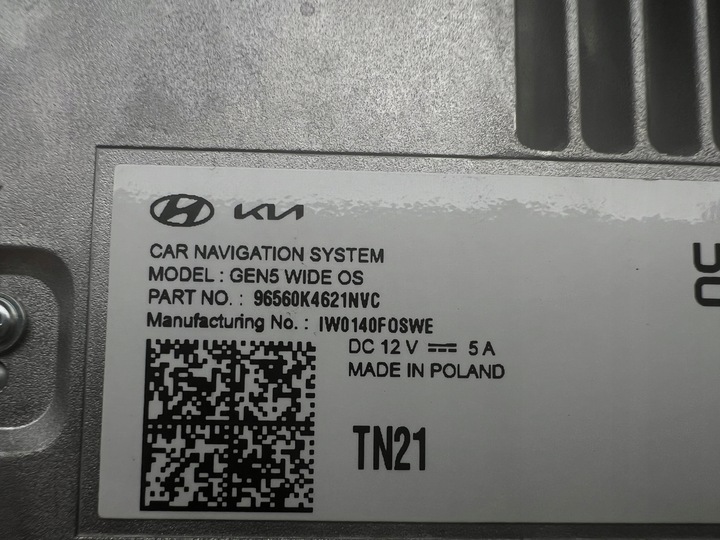 KIA
CAR NAVIGATION SYSTEM
MODEL : GEN5 WIDE OS
PART NO. : 96560K4621NVC
Manufacturing No. : IW0140FOSWE
DC 12 V 5 A
MADE IN POLAND
TN21